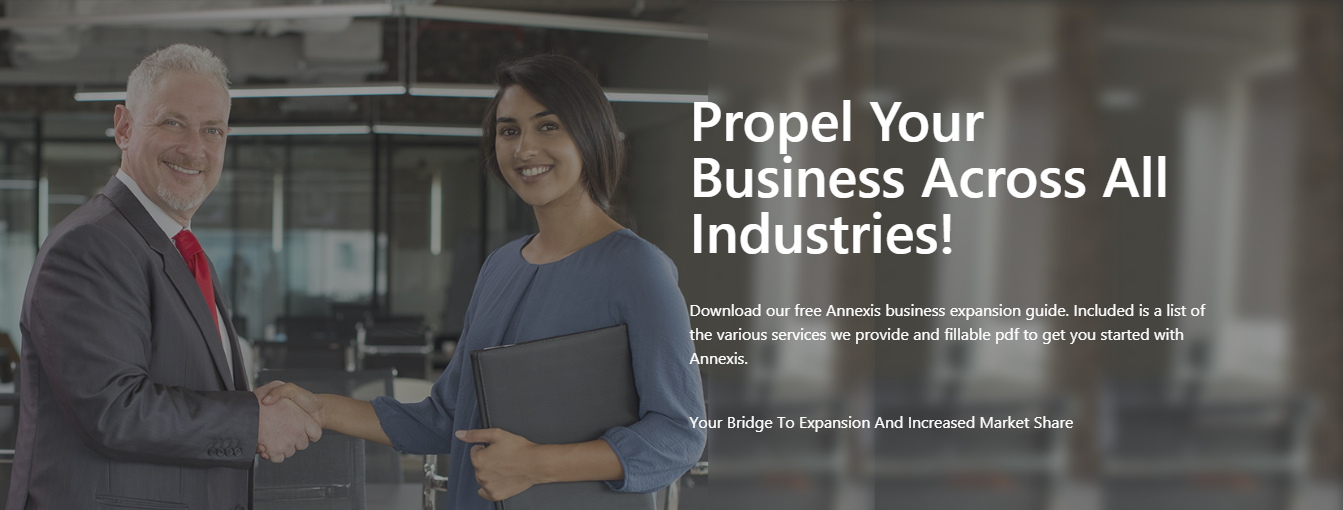 Propel Your
Business Across All
Industries!
Download our free Annexis business expansion guide. Included is a list of
the various services we provide and fillable pdf to get you started with
Annexis.
Your Bridge To Expansion And Increased Market Share